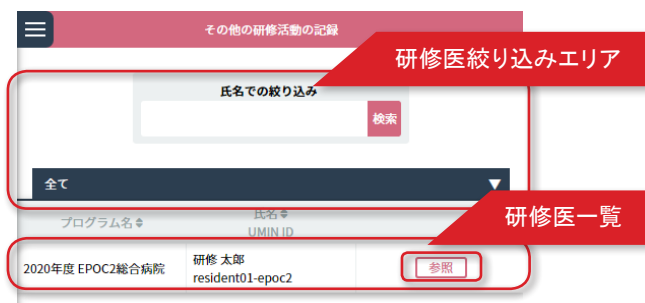 その他の研修活動の記録
研修医絞り込みエリア
氏名での絞り込み
検索
全て ▼
研修医一覧
プログラム名 氏名
UMIN ID
2020年度 EPOC2総合病院 研修 太郎 参照
resident01-epoc2